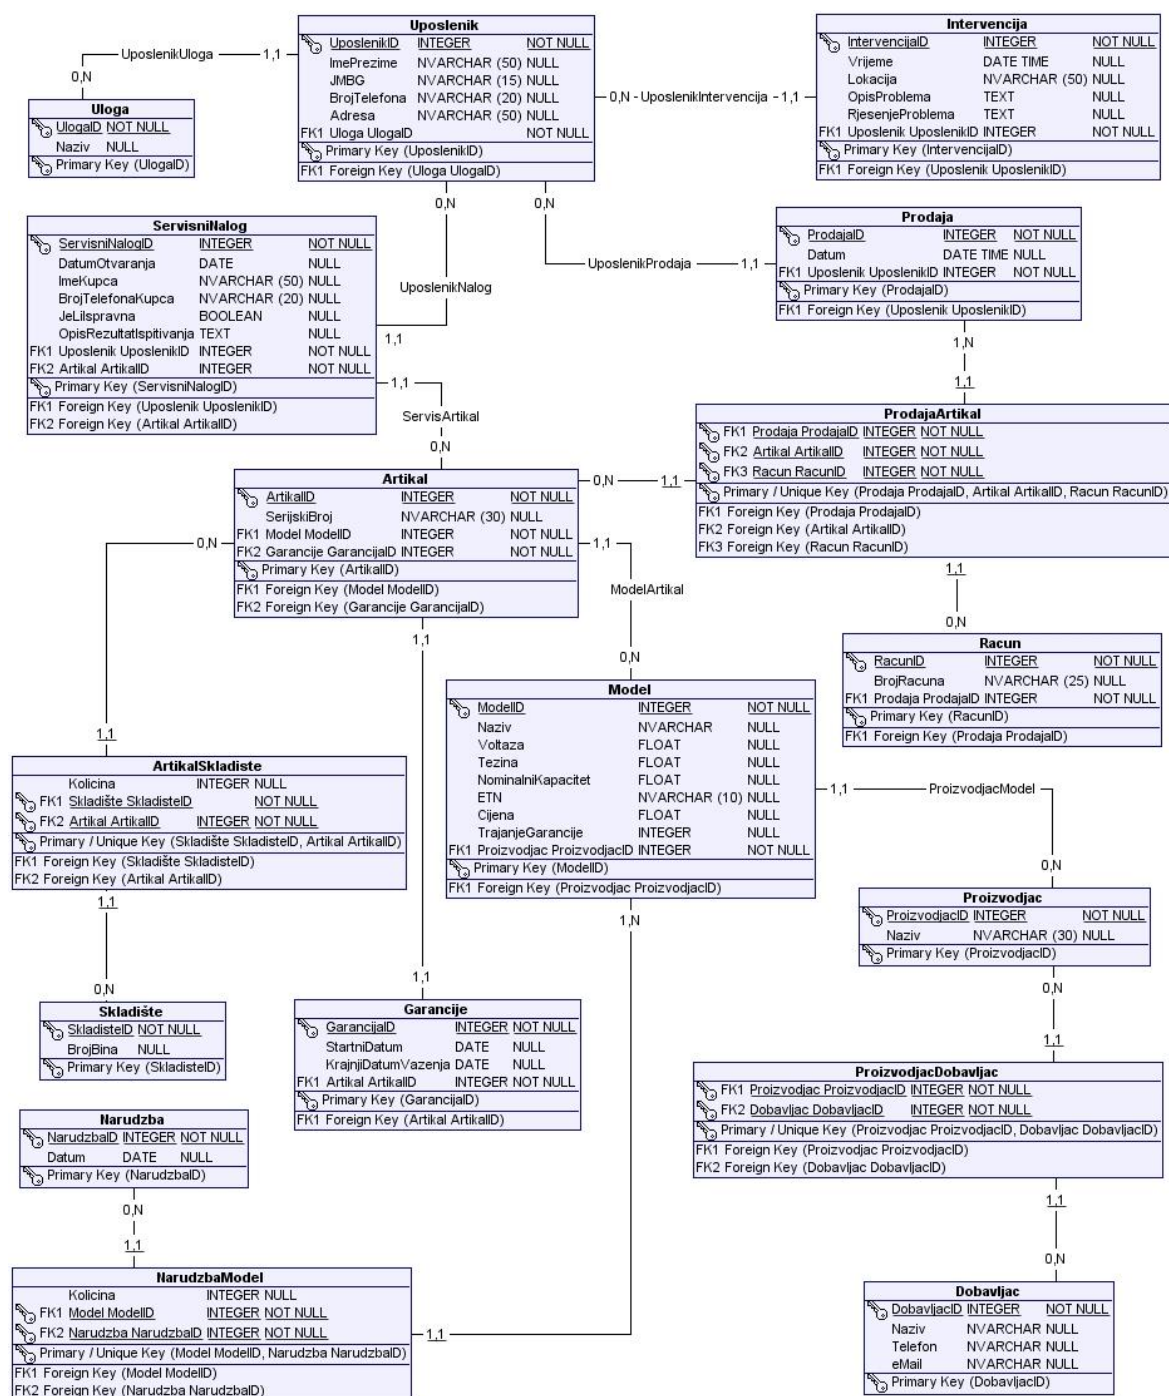 Uposlenik
UposlenikID INTEGER NOT NULL
ImePrezime NVARCHAR (50) NULL
JMBG NVARCHAR (15) NULL
BrojTelefona NVARCHAR (20) NULL
Adresa NVARCHAR (50) NULL
FK1 Uloga UlogaID NOT NULL
Primary Key (UposlenikID)
FK1 Foreign Key (Uloga UlogaID)
Intervencija
IntervencijaID INTEGER NOT NULL
Vrijeme DATE TIME NULL
Lokacija NVARCHAR (50) NULL
OpisProblema TEXT NULL
RjesenjeProblema TEXT NULL
FK1 Uposlenik UposlenikID INTEGER NOT NULL
Primary Key (IntervencijaID)
FK1 Foreign Key (Uposlenik UposlenikID)
UposlenikUloga
1,1
0,N
0,N
UposlenikIntervencija
1,1
Uloga
UlogaID NOT NULL
Naziv NULL
Primary Key (UlogaID)
0,N
0,N
ServisniNalog
ServisniNalogID INTEGER NOT NULL
DatumOtvaranja DATE NULL
ImeKupca NVARCHAR (50) NULL
BrojTelefonaKupca NVARCHAR (20) NULL
JeLiIspravna BOOLEAN NULL
OpisRezultatIspitivanja TEXT NULL
FK1 Uposlenik UposlenikID INTEGER NOT NULL
FK2 Artikal ArtikalID INTEGER NOT NULL
Primary Key (ServisniNalogID)
FK1 Foreign Key (Uposlenik UposlenikID)
FK2 Foreign Key (Artikal ArtikalID)
UposlenikNalog
1,1
UposlenikProdaja
1,1
Prodaja
ProdajaID INTEGER NOT NULL
Datum DATE TIME NULL
FK1 Uposlenik UposlenikID INTEGER NOT NULL
Primary Key (ProdajaID)
FK1 Foreign Key (Uposlenik UposlenikID)
1,N
1,1
1,1
ServisArtikal
0,N
ProdajaArtikal
FK1 Prodaja ProdajaID INTEGER NOT NULL
FK2 Artikal ArtikalID INTEGER NOT NULL
FK3 Racun RacunID INTEGER NOT NULL
Primary / Unique Key (Prodaja ProdajaID, Artikal ArtikalID, Racun RacunID)
FK1 Foreign Key (Prodaja ProdajaID)
FK2 Foreign Key (Artikal ArtikalID)
FK3 Foreign Key (Racun RacunID)
Artikal
ArtikalID INTEGER NOT NULL
SerijskiBroj NVARCHAR (30) NULL
FK1 Model ModelID INTEGER NOT NULL
FK2 Garancije GarancijaID INTEGER NOT NULL
Primary Key (ArtikalID)
FK1 Foreign Key (Model ModelID)
FK2 Foreign Key (Garancije GarancijaID)
0,N
1,1
0,N
1,1
ModelArtikal
0,N
1,1
1,1
0,N
Racun
RacunID INTEGER NOT NULL
BrojRacuna NVARCHAR (25) NULL
FK1 Prodaja ProdajaID INTEGER NOT NULL
Primary Key (RacunID)
FK1 Foreign Key (Prodaja ProdajaID)
Model
ModelID INTEGER NOT NULL
Naziv NVARCHAR NULL
Voltaza FLOAT NULL
Tezina FLOAT NULL
NominalniKapacitet FLOAT NULL
ETN NVARCHAR (10) NULL
Cijena FLOAT NULL
TrajanjeGarancije INTEGER NULL
FK1 Proizvodjac ProizvodjacID INTEGER NOT NULL
Primary Key (ModelID)
FK1 Foreign Key (Proizvodjac ProizvodjacID)
1,1
ArtikalSkladiste
Kolicina INTEGER NULL
FK1 Skladište SkladisteID NOT NULL
FK2 Artikal ArtikalID INTEGER NOT NULL
Primary / Unique Key (Skladište SkladisteID, Artikal ArtikalID)
FK1 Foreign Key (Skladište SkladisteID)
FK2 Foreign Key (Artikal ArtikalID)
1,1
ProizvodjacModel
0,N
1,1
0,N
1,N
Proizvodjac
ProizvodjacID INTEGER NOT NULL
Naziv NVARCHAR (30) NULL
Primary Key (ProizvodjacID)
1,1
Skladište
SkladisteID NOT NULL
BrojBina NULL
Primary Key (SkladisteID)
Garancije
GarancijaID INTEGER NOT NULL
StartniDatum DATE NULL
KrajnjiDatumVazenja DATE NULL
FK1 Artikal ArtikalID INTEGER NOT NULL
Primary Key (GarancijaID)
FK1 Foreign Key (Artikal ArtikalID)
0,N
1,1
ProizvodjacDobavljac
FK1 Proizvodjac ProizvodjacID INTEGER NOT NULL
FK2 Dobavljac DobavljacID INTEGER NOT NULL
Primary / Unique Key (Proizvodjac ProizvodjacID, Dobavljac DobavljacID)
FK1 Foreign Key (Proizvodjac ProizvodjacID)
FK2 Foreign Key (Dobavljac DobavljacID)
Narudzba
NarudzbaID INTEGER NOT NULL
Datum DATE NULL
Primary Key (NarudzbaID)
0,N
1,1
1,1
0,N
NarudzbaModel
Kolicina INTEGER NULL
FK1 Model ModelID INTEGER NOT NULL
FK2 Narudzba NarudzbaID INTEGER NOT NULL
Primary / Unique Key (Model ModelID, Narudzba NarudzbaID)
FK1 Foreign Key (Model ModelID)
FK2 Foreign Key (Narudzba NarudzbaID)
1,1
Dobavljac
DobavljacID INTEGER NOT NULL
Naziv NVARCHAR NULL
Telefon NVARCHAR NULL
eMail NVARCHAR NULL
Primary Key (DobavljacID)